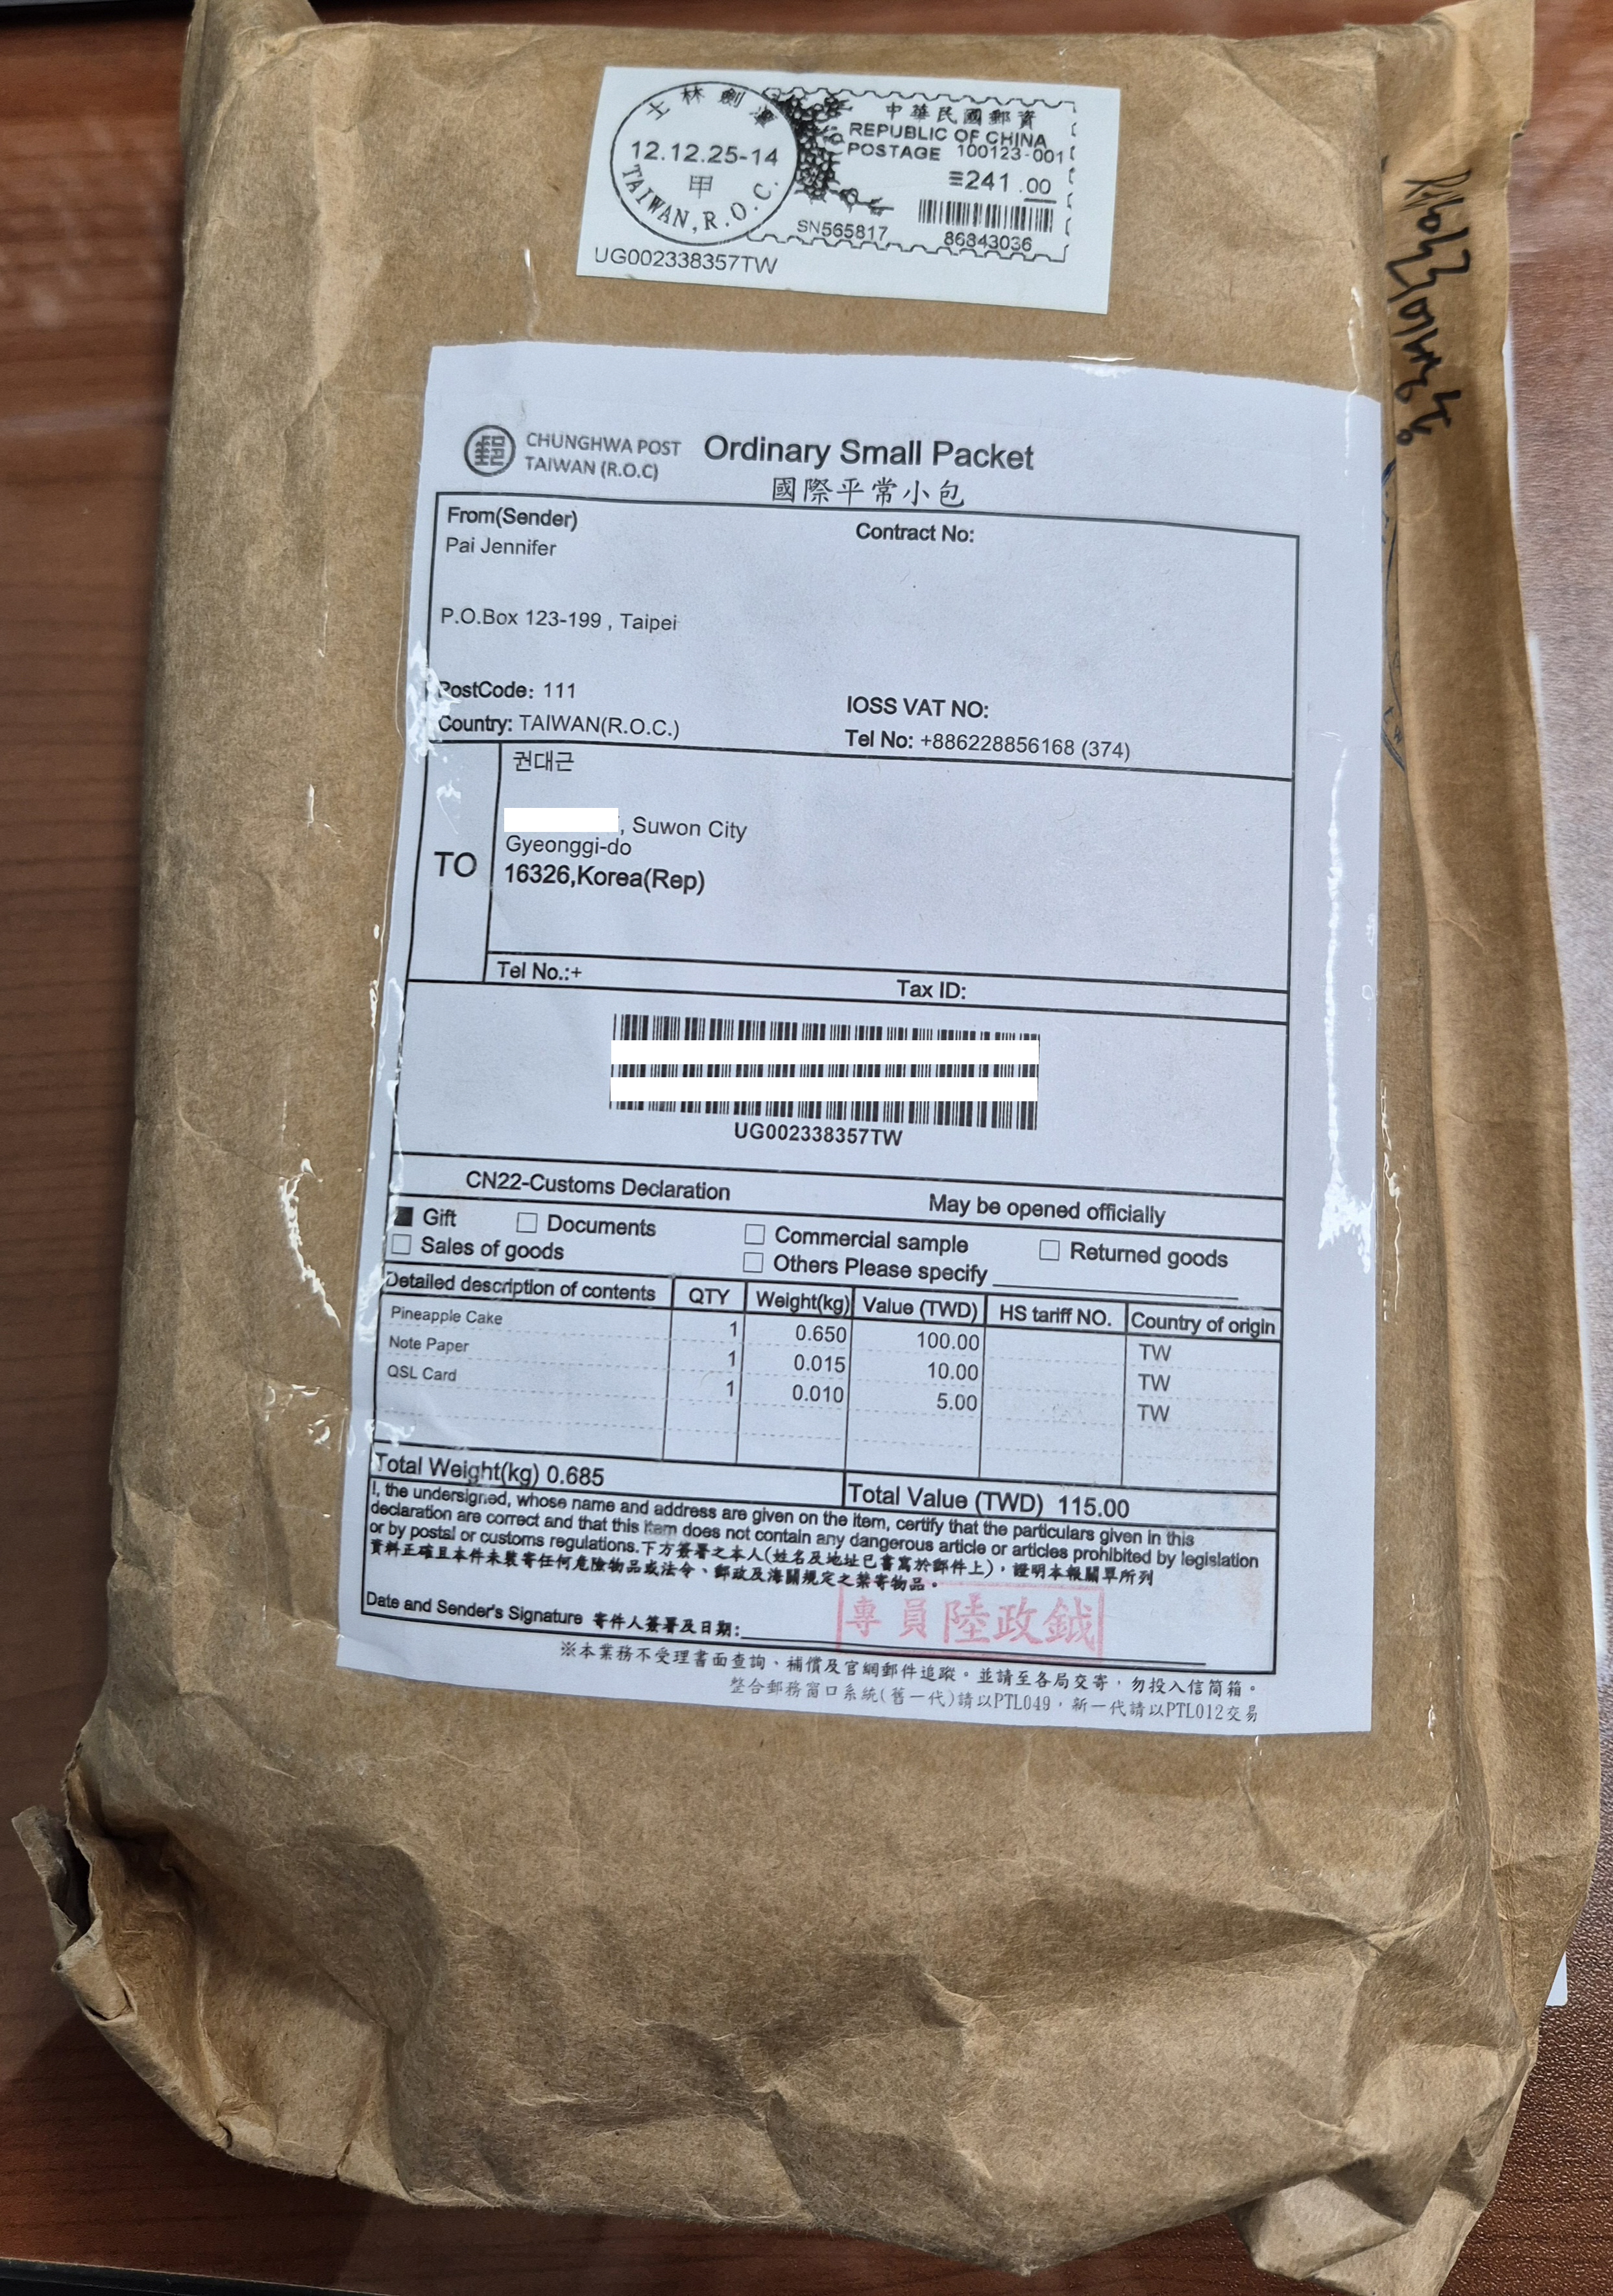 士林劍潭
12.12.25-14
甲
TAIWAN, R.O.C.
中華民國郵資
REPUBLIC OF CHINA
POSTAGE 100123-001
241.00
SN565817
86843036
UG002338357TW
郵
CHUNGHWA POST
TAIWAN (R.O.C)
Ordinary Small Packet
國際平常小包
From(Sender)
Contract No:
Pai Jennifer
P.O.Box 123-199 , Taipei
PostCode: 111
IOSS VAT NO:
Country: TAIWAN(R.O.C.)
Tel No: +886228856168 (374)
TO
권대근
, Suwon City
Gyeonggi-do
16326,Korea(Rep)
Tel No.:+
Tax ID:
UG002338357TW
CN22-Customs Declaration
May be opened officially
Gift
Documents
Commercial sample
Returned goods
Sales of goods
Others Please specify
Detailed description of contents QTY Weight(kg) Value (TWD) HS tariff NO. Country of origin
Pineapple Cake 1 0.650 100.00 TW
Note Paper 1 0.015 10.00 TW
QSL Card 1 0.010 5.00 TW
Total Weight(kg) 0.685
Total Value (TWD) 115.00
I, the undersigned, whose name and address are given on the item, certify that the particulars given in this
declaration are correct and that this item does not contain any dangerous article or articles prohibited by legislation
or by postal or customs regulations.下方簽署之本人(姓名及地址已書寫於郵件上)，證明本報關單所列
資料正確且本件未裝寄任何危險物品或法令、郵政及海關規定之禁寄物品。
Date and Sender's Signature 寄件人簽署及日期:
專員陸政鉞
※本業務不受理書面查詢、補償及官網郵件追蹤。並請至各局交寄，勿投入信筒箱。
整合郵務窗口系統(舊一代)請以PTL049，新一代請以PTL012交易